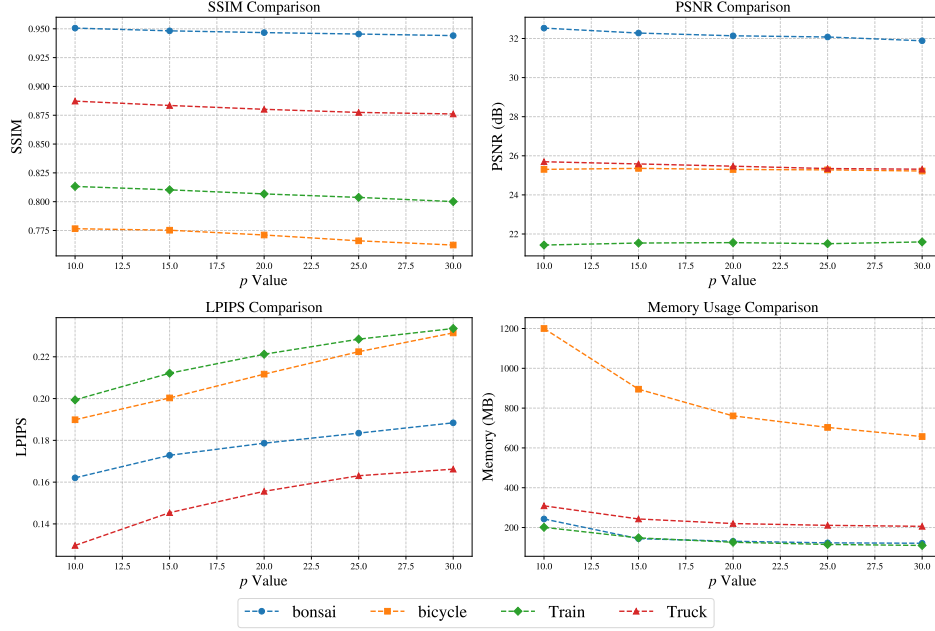 SSIM Comparison
SSIM
0.950
0.925
0.900
0.875
0.850
0.825
0.800
0.775
10.0 12.5 15.0 17.5 20.0 22.5 25.0 27.5 30.0
p Value
PSNR Comparison
PSNR (dB)
32
30
28
26
24
22
10.0 12.5 15.0 17.5 20.0 22.5 25.0 27.5 30.0
p Value
LPIPS Comparison
LPIPS
0.22
0.20
0.18
0.16
0.14
10.0 12.5 15.0 17.5 20.0 22.5 25.0 27.5 30.0
p Value
Memory Usage Comparison
Memory (MB)
1200
1000
800
600
400
200
10.0 12.5 15.0 17.5 20.0 22.5 25.0 27.5 30.0
p Value
bonsai bicycle Train Truck